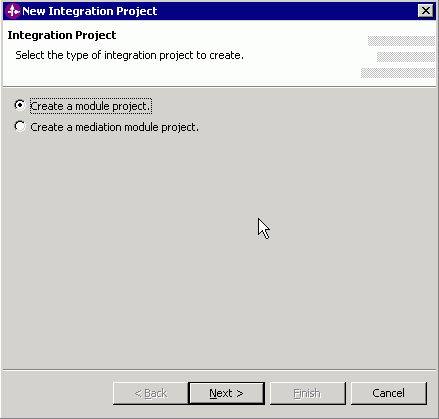 New Integration Project
Integration Project
Select the type of integration project to create.
Create a module project.
Create a mediation module project.
< Back Next > Finish Cancel